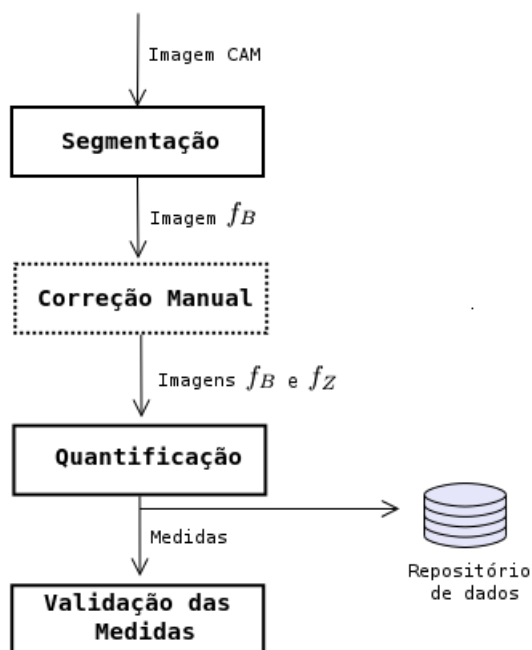 Imagem CAM
Segmentação
Imagem f_B
Correção Manual
Imagens f_B e f_Z
Quantificação
Medidas
Repositório
de dados
Validação das
Medidas